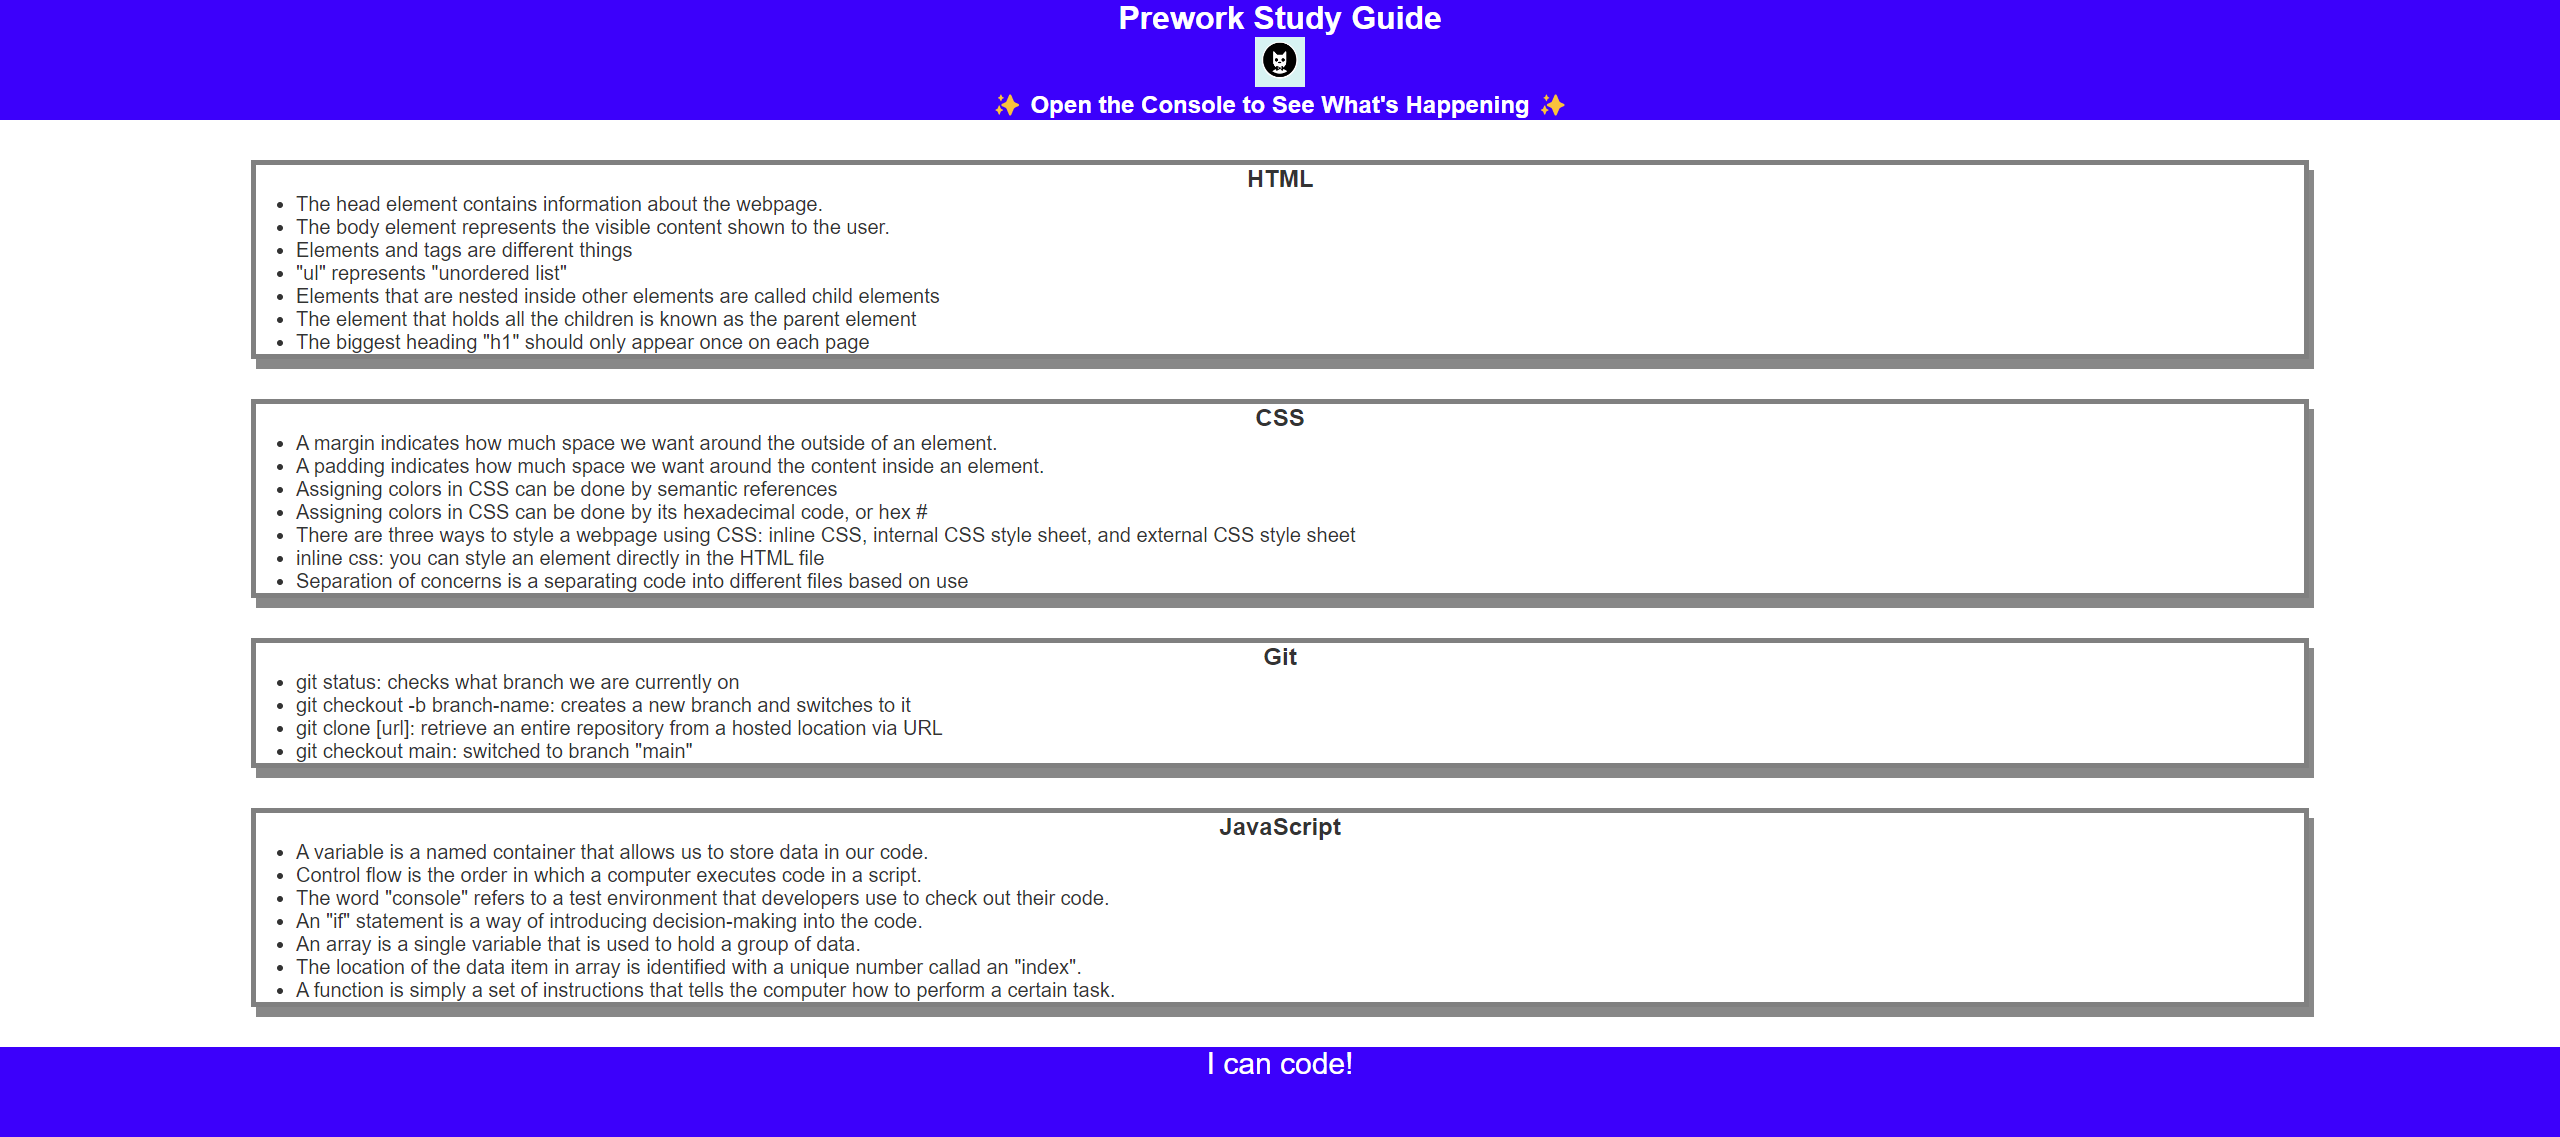 Prework Study Guide
✨ Open the Console to See What's Happening ✨
HTML
• The head element contains information about the webpage.
• The body element represents the visible content shown to the user.
• Elements and tags are different things
• "ul" represents "unordered list"
• Elements that are nested inside other elements are called child elements
• The element that holds all the children is known as the parent element
• The biggest heading "h1" should only appear once on each page
CSS
• A margin indicates how much space we want around the outside of an element.
• A padding indicates how much space we want around the content inside an element.
• Assigning colors in CSS can be done by semantic references
• Assigning colors in CSS can be done by its hexadecimal code, or hex #
• There are three ways to style a webpage using CSS: inline CSS, internal CSS style sheet, and external CSS style sheet
• inline css: you can style an element directly in the HTML file
• Separation of concerns is a separating code into different files based on use
Git
• git status: checks what branch we are currently on
• git checkout -b branch-name: creates a new branch and switches to it
• git clone [url]: retrieve an entire repository from a hosted location via URL
• git checkout main: switched to branch "main"
JavaScript
• A variable is a named container that allows us to store data in our code.
• Control flow is the order in which a computer executes code in a script.
• The word "console" refers to a test environment that developers use to check out their code.
• An "if" statement is a way of introducing decision-making into the code.
• An array is a single variable that is used to hold a group of data.
• The location of the data item in array is identified with a unique number callad an "index".
• A function is simply a set of instructions that tells the computer how to perform a certain task.
I can code!